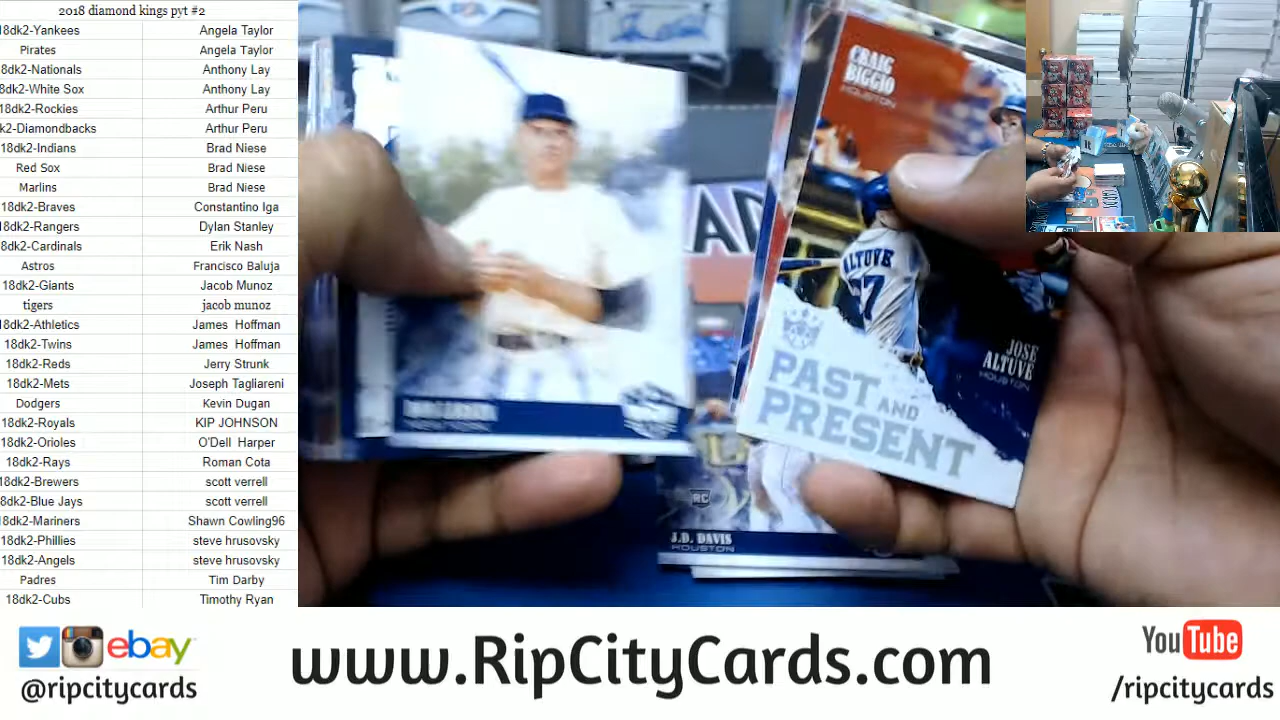 2018 diamond kings pyt #2
18dk2-Yankees Angela Taylor
Pirates Angela Taylor
8dk2-Nationals Anthony Lay
8dk2-White Sox Anthony Lay
18dk2-Rockies Arthur Peru
k2-Diamondbacks Arthur Peru
18dk2-Indians Brad Niese
Red Sox Brad Niese
Marlins Brad Niese
18dk2-Braves Constantino Iga
18dk2-Rangers Dylan Stanley
8dk2-Cardinals Erik Nash
Astros Francisco Baluja
18dk2-Giants Jacob Munoz
tigers jacob munoz
18dk2-Athletics James Hoffman
18dk2-Twins James Hoffman
18dk2-Reds Jerry Strunk
18dk2-Mets Joseph Tagliareni
Dodgers Kevin Dugan
18dk2-Royals KIP JOHNSON
18dk2-Orioles O'Dell Harper
18dk2-Rays Roman Cota
18dk2-Brewers scott verrell
8dk2-Blue Jays scott verrell
18dk2-Mariners Shawn Cowling96
18dk2-Phillies steve hrusovsky
18dk2-Angels steve hrusovsky
Padres Tim Darby
18dk2-Cubs Timothy Ryan
CRAIG
BIGGIO
HOUSTON
ALTUVE
27
JOSE
ALTUVE
HOUSTON
PAST AND
PRESENT
RC
J.D. DAVIS
HOUSTON
ebay
@ripcitycards
www.RipCityCards.com
YouTube
/ripcitycards